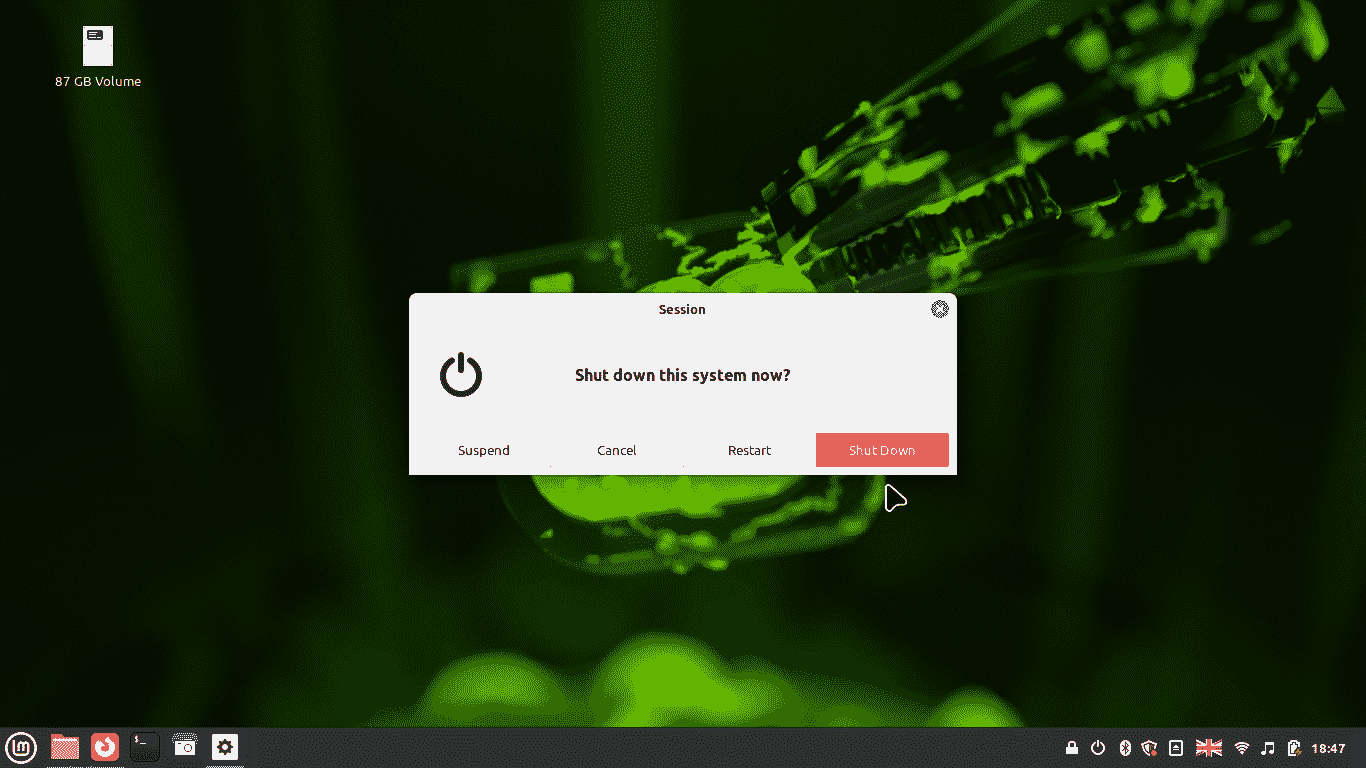 87 GB Volume
Session
Shut down this system now?
Suspend
Cancel
Restart
Shut Down
$_
18:47